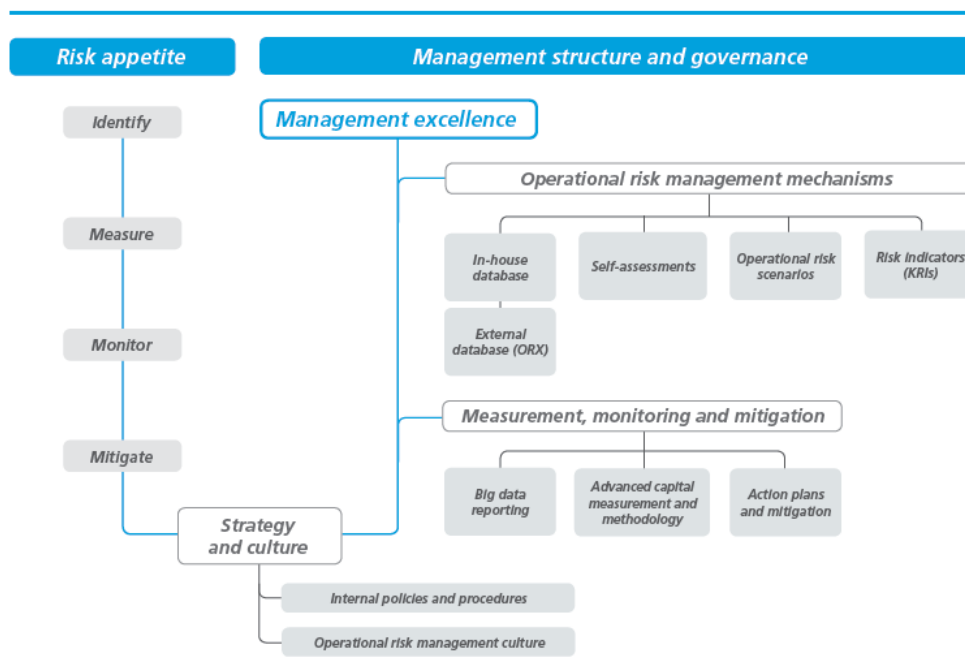 Risk appetite
Management structure and governance
Identify
Measure
Monitor
Mitigate
Management excellence
Operational risk management mechanisms
In-house
database
Self-assessments
Operational risk
scenarios
Risk indicators
(KRIs)
External
database (ORX)
Measurement, monitoring and mitigation
Big data
reporting
Advanced capital
measurement and
methodology
Action plans
and mitigation
Strategy
and culture
Internal policies and procedures
Operational risk management culture